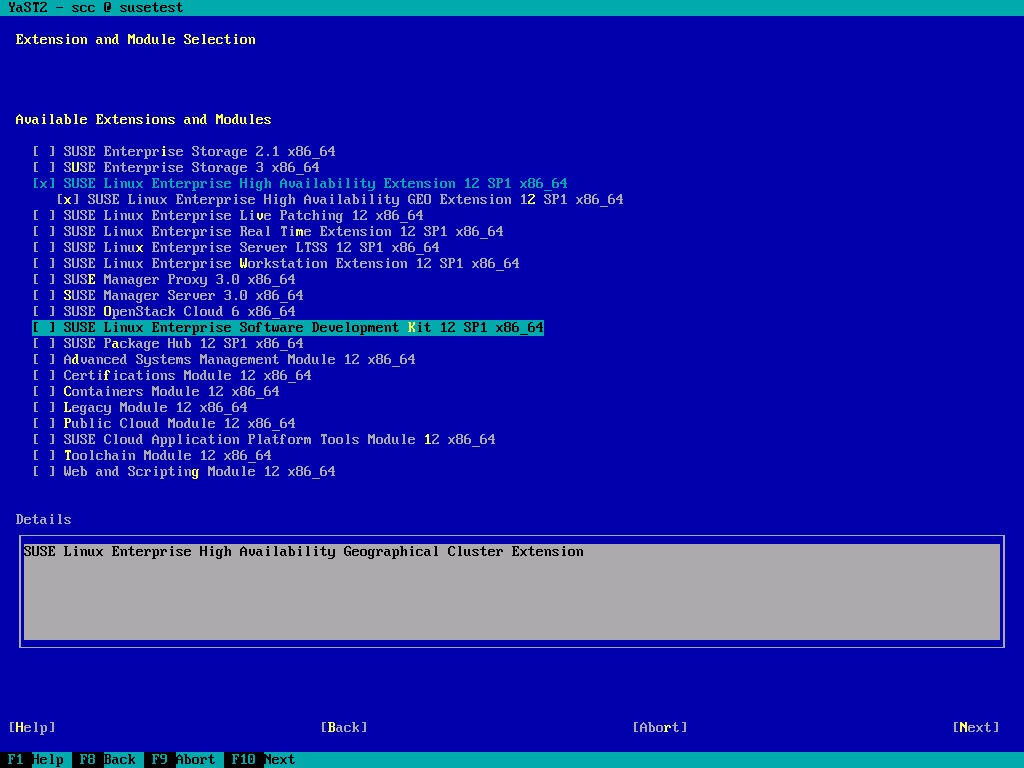 YaST2 - scc @ susetest
Extension and Module Selection
Available Extensions and Modules
[ ] SUSE Enterprise Storage 2.1 x86_64
[ ] SUSE Enterprise Storage 3 x86_64
[x] SUSE Linux Enterprise High Availability Extension 12 SP1 x86_64
[x] SUSE Linux Enterprise High Availability GEO Extension 12 SP1 x86_64
[ ] SUSE Linux Enterprise Live Patching 12 x86_64
[ ] SUSE Linux Enterprise Real Time Extension 12 SP1 x86_64
[ ] SUSE Linux Enterprise Server LTSS 12 SP1 x86_64
[ ] SUSE Linux Enterprise Workstation Extension 12 SP1 x86_64
[ ] SUSE Manager Proxy 3.0 x86_64
[ ] SUSE Manager Server 3.0 x86_64
[ ] SUSE OpenStack Cloud 6 x86_64
[ ] SUSE Linux Enterprise Software Development Kit 12 SP1 x86_64
[ ] SUSE Package Hub 12 SP1 x86_64
[ ] Advanced Systems Management Module 12 x86_64
[ ] Certifications Module 12 x86_64
[ ] Containers Module 12 x86_64
[ ] Legacy Module 12 x86_64
[ ] Public Cloud Module 12 x86_64
[ ] SUSE Cloud Application Platform Tools Module 12 x86_64
[ ] Toolchain Module 12 x86_64
[ ] Web and Scripting Module 12 x86_64
Details
SUSE Linux Enterprise High Availability Geographical Cluster Extension
[Help] [Back] [Abort] [Next]
F1 Help F8 Back F9 Abort F10 Next